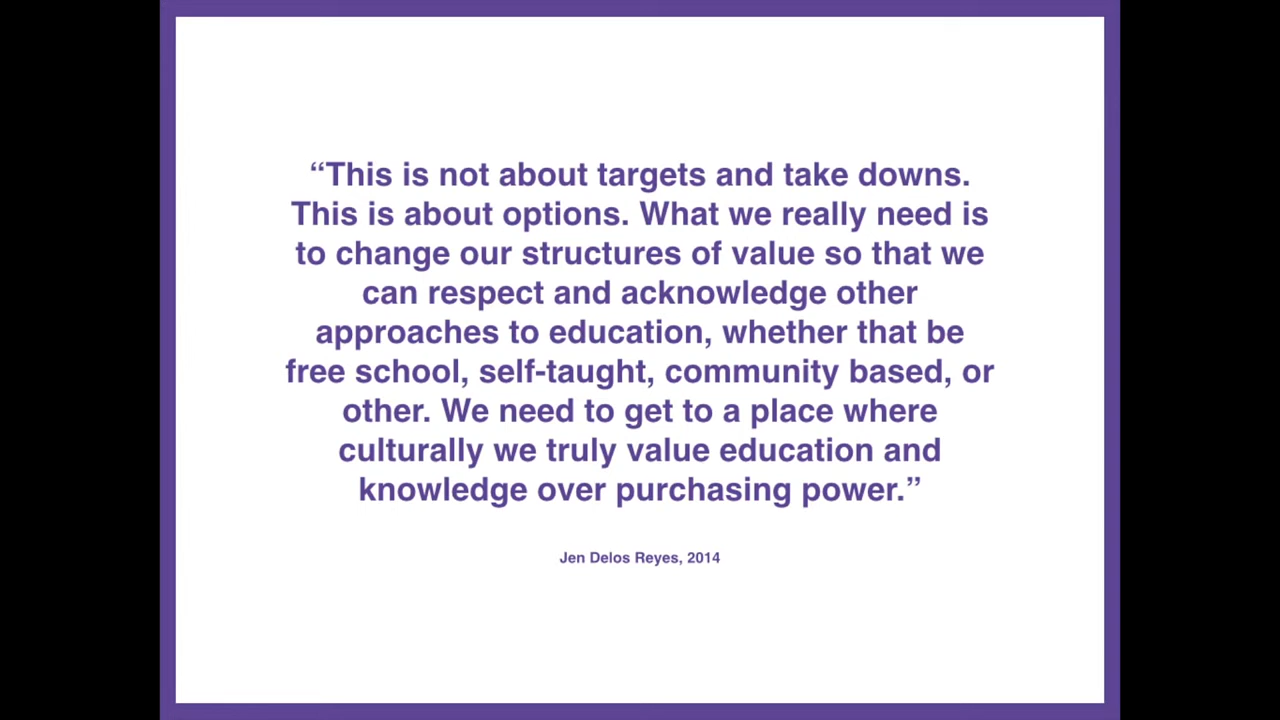 “This is not about targets and take downs.
This is about options. What we really need is
to change our structures of value so that we
can respect and acknowledge other
approaches to education, whether that be
free school, self-taught, community based, or
other. We need to get to a place where
culturally we truly value education and
knowledge over purchasing power.”
Jen Delos Reyes, 2014